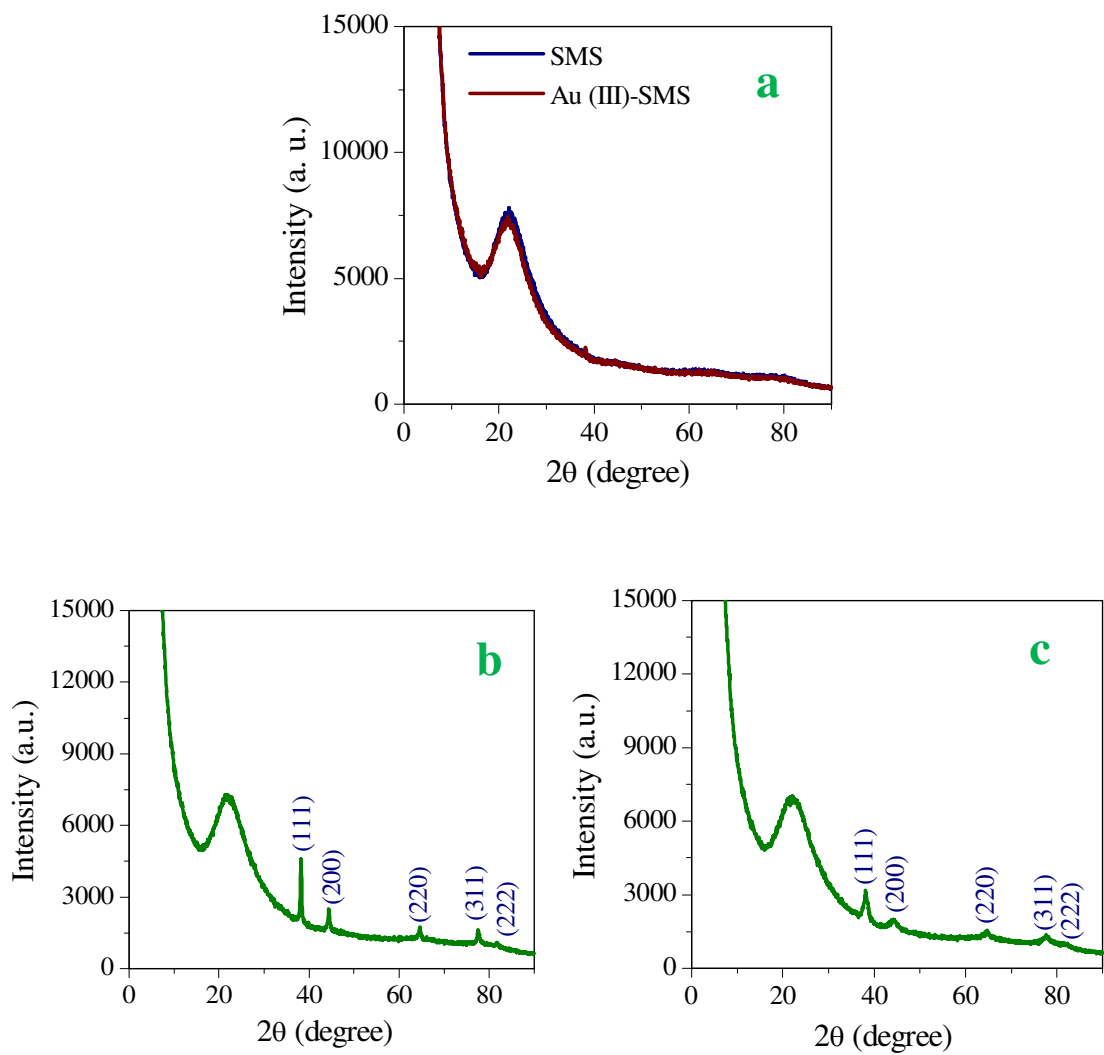 15000
10000
5000
0
Intensity (a. u.)
SMS
Au (III)-SMS
a
0 20 40 60 80
2θ (degree)
15000
12000
9000
6000
3000
0
Intensity (a.u.)
b
(111)
(200)
(220)
(311)
(222)
0 20 40 60 80
2θ (degree)
15000
12000
9000
6000
3000
0
Intensity (a.u.)
c
(111)
(200)
(220)
(311)
(222)
0 20 40 60 80
2θ (degree)